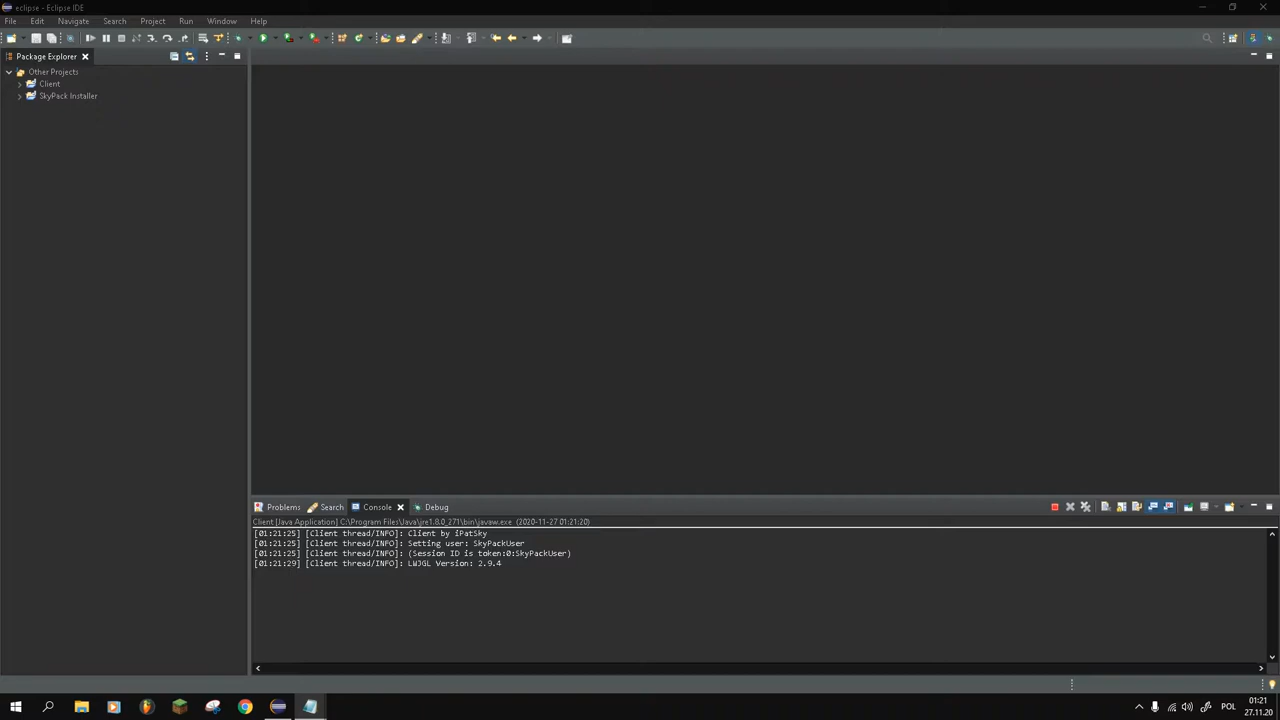 eclipse - Eclipse IDE
File Edit Navigate Search Project Run Window Help
Package Explorer
Other Projects
Client
SkyPack Installer
Problems Search Console Debug
Client [Java Application] C:\Program Files\Java\jre1.8.0_271\bin\javaw.exe (2020-11-27 01:21:20)
[01:21:25] [Client thread/INFO]: Client by iPatSky
[01:21:25] [Client thread/INFO]: Setting user: SkyPackUser
[01:21:25] [Client thread/INFO]: (Session ID is token:0:SkyPackUser)
[01:21:29] [Client thread/INFO]: LWJGL Version: 2.9.4
POL
01:21
27.11.20